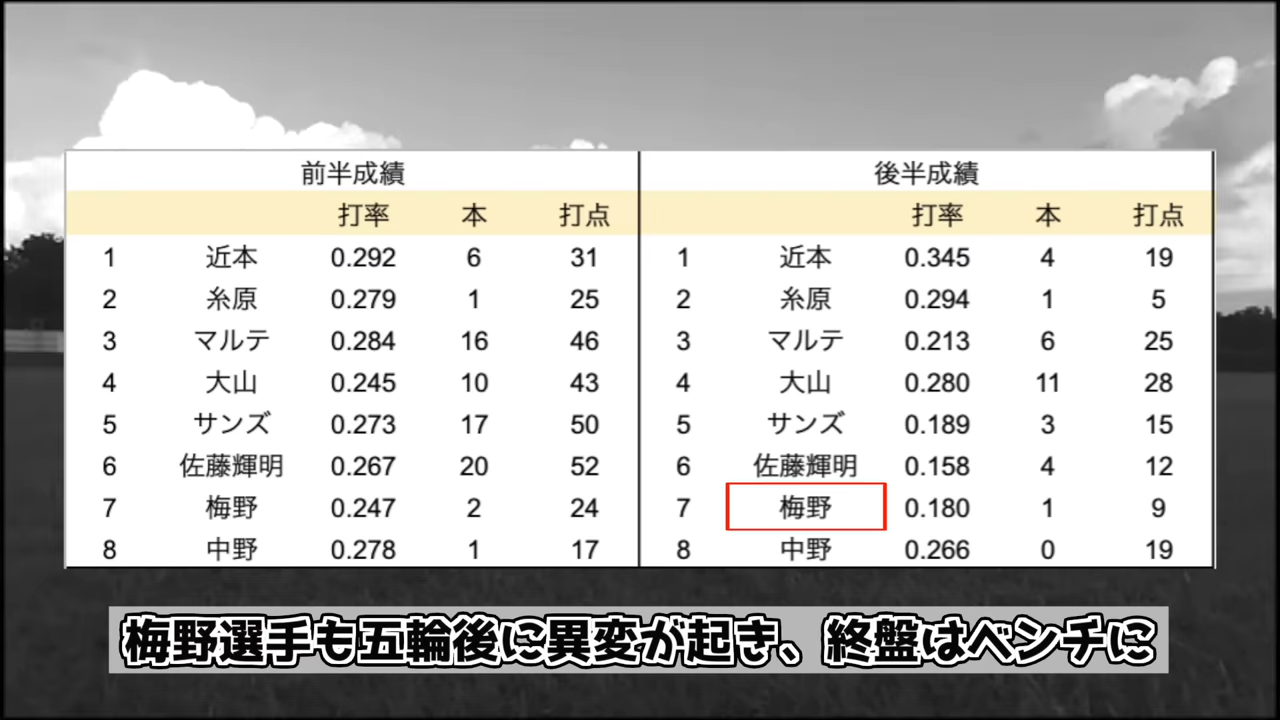 前半成績
打率 本 打点
1 近本 0.292 6 31
2 糸原 0.279 1 25
3 マルテ 0.284 16 46
4 大山 0.245 10 43
5 サンズ 0.273 17 50
6 佐藤輝明 0.267 20 52
7 梅野 0.247 2 24
8 中野 0.278 1 17
後半成績
打率 本 打点
1 近本 0.345 4 19
2 糸原 0.294 1 5
3 マルテ 0.213 6 25
4 大山 0.280 11 28
5 サンズ 0.189 3 15
6 佐藤輝明 0.158 4 12
7 梅野 0.180 1 9
8 中野 0.266 0 19
梅野選手も五輪後に異変が起き、終盤はベンチに